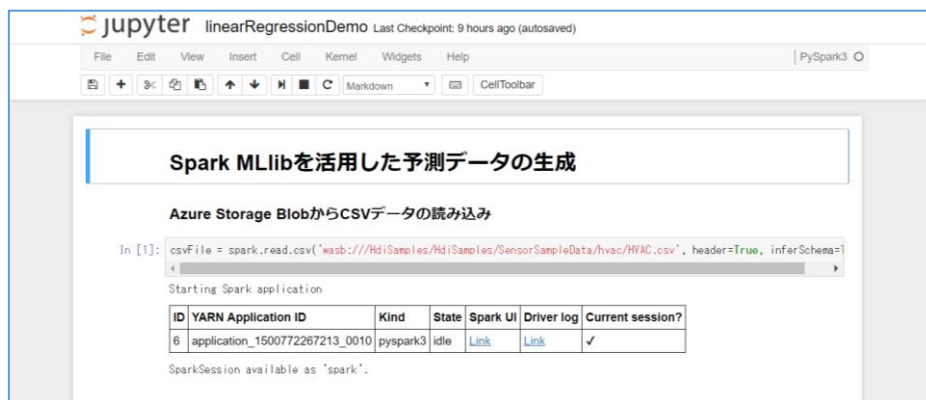 jupyter linearRegressionDemo Last Checkpoint: 9 hours ago (autosaved)
File Edit View Insert Cell Kernel Widgets Help PySpark3
Markdown CellToolbar
Spark MLlibを活用した予測データの生成
Azure Storage BlobからCSVデータの読み込み
In [1]: csvFile = spark.read.csv('wasb:///HdiSamples/HdiSamples/SensorSampleData/hvac/HVAC.csv', header=True, inferSchema=
Starting Spark application
ID YARN Application ID Kind State Spark UI Driver log Current session?
6 application_1500772267213_0010 pyspark3 idle Link Link ✓
SparkSession available as 'spark'.